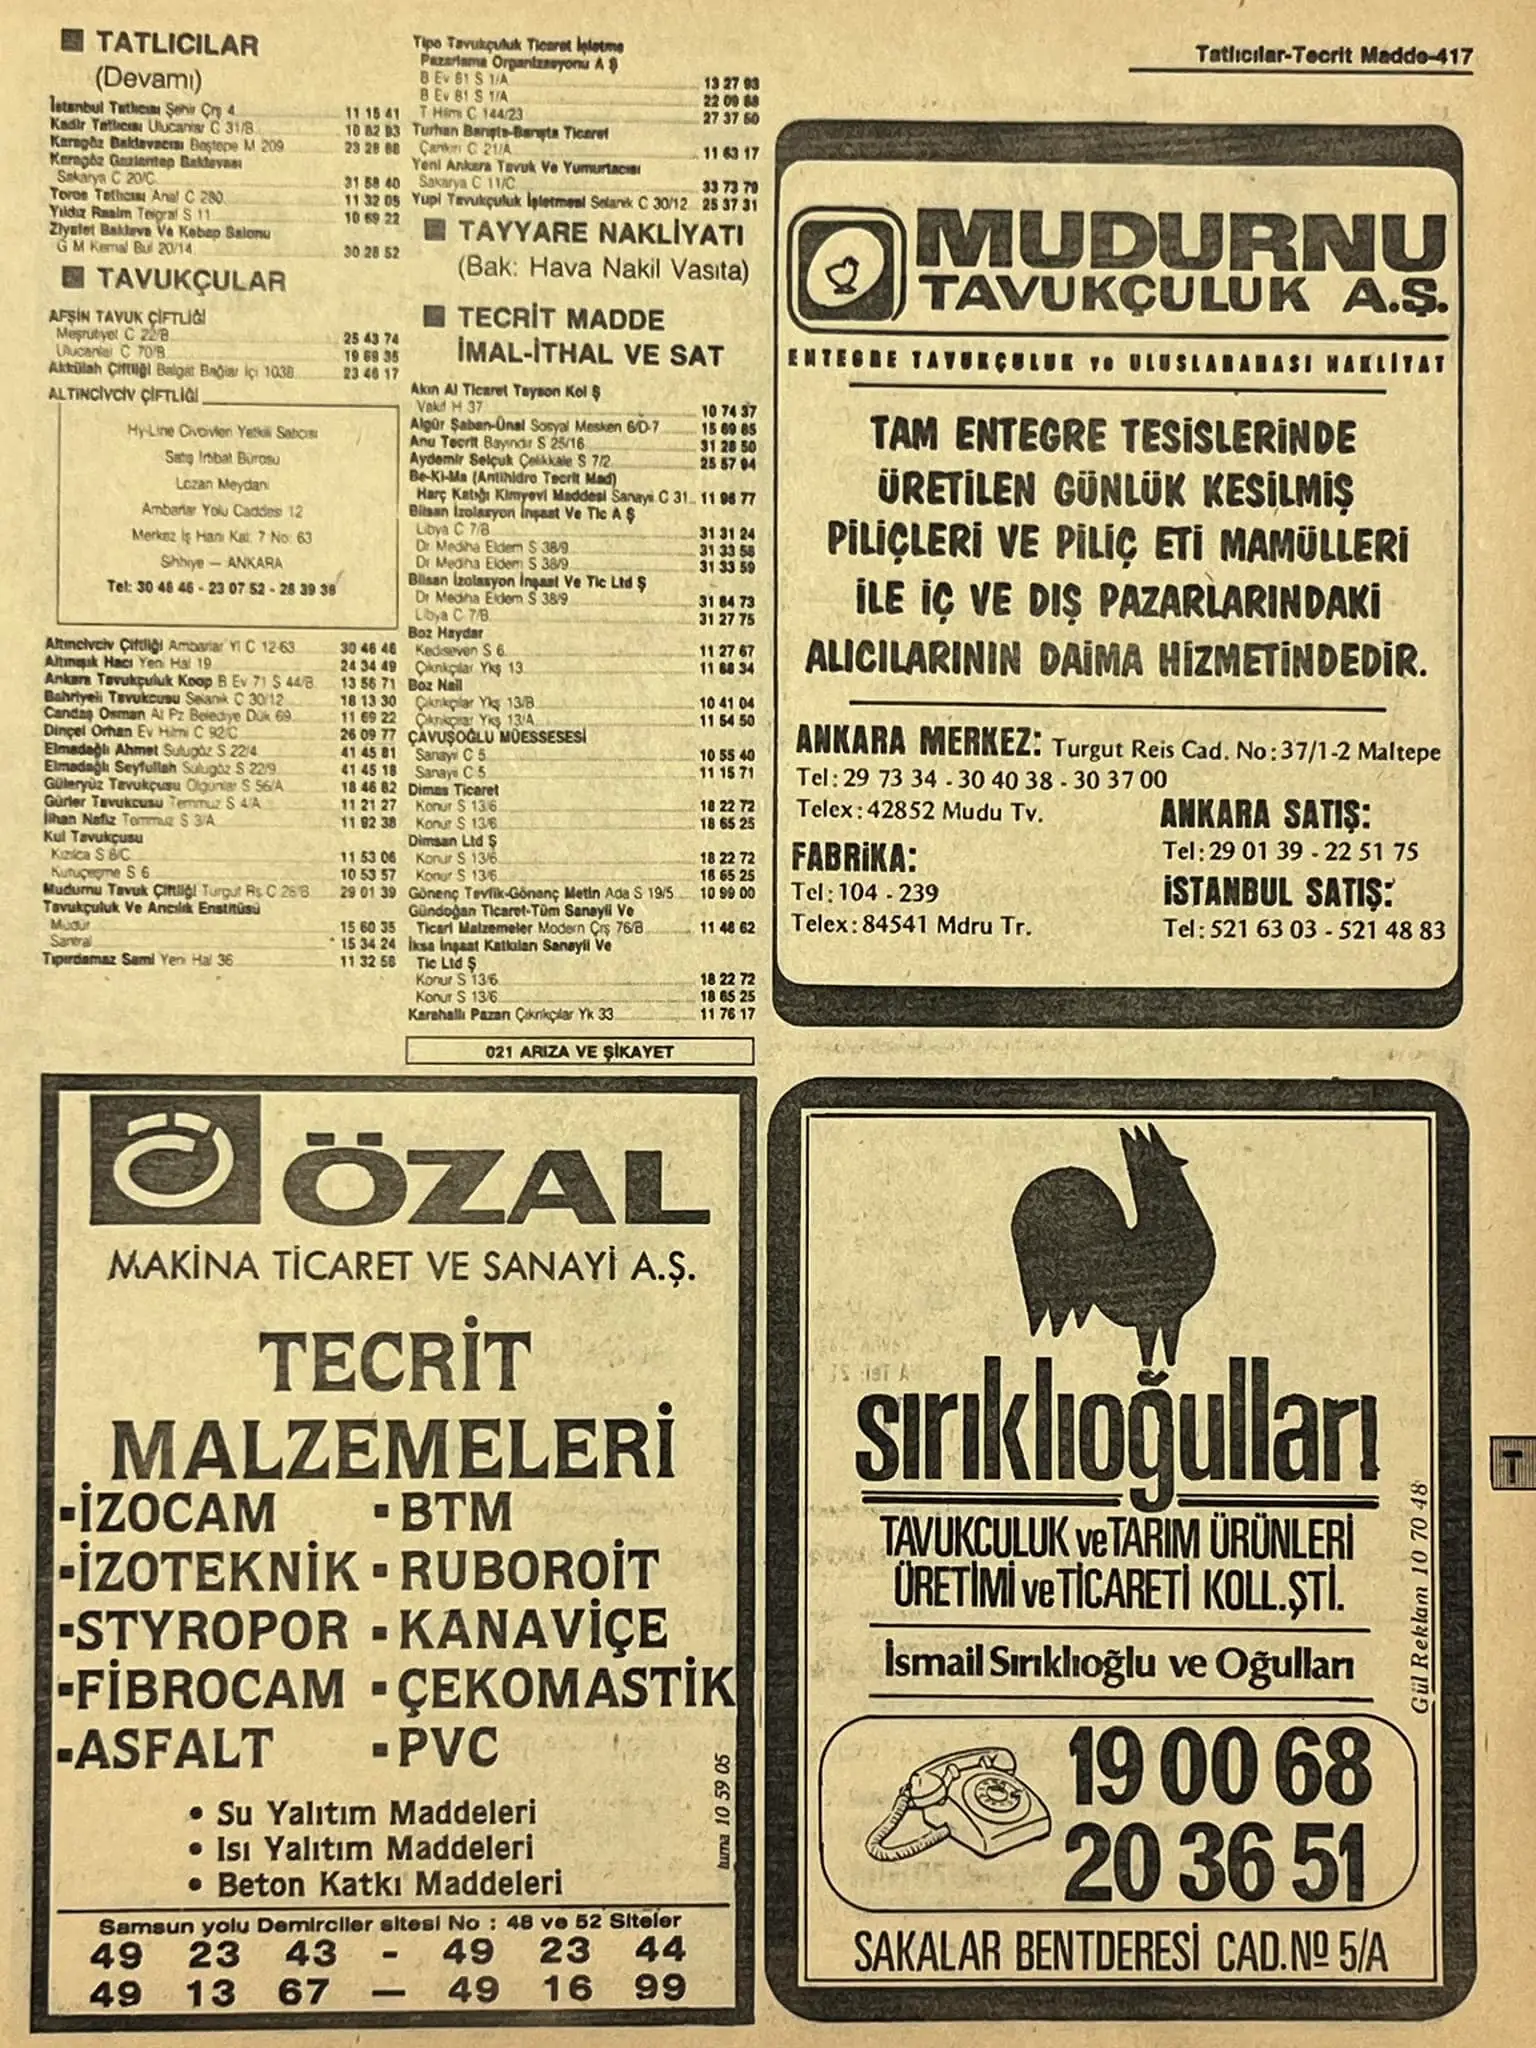 Tatlıcılar-Tecrit Madde-417
TATLICILAR
(Devamı)
İstanbul Tatlıcısı Şehir Çrş 4 11 15 41
Kadir Tatlıcısı Ulucanlar C 31/B 10 82 93
Karagöz Baklavacısı Beştepe M 209 23 28 88
Karagöz Gaziantep Baklavası
Sakarya C 20/C 31 58 40
Toros Tatlıcısı Anaf C 280 11 32 05
Yıldız Rasim Telgraf S 11 10 69 22
Ziyafet Baklava Ve Kebap Salonu
G M Kemal Bul 20/14 30 28 52
TAVUKÇULAR
AFŞİN TAVUK ÇİFTLİĞİ
Meşrutiyet C 22/B 25 43 74
Ulucanlar C 70/B 19 69 35
Akkülah Çiftliği Balgat Bağlar İçi 103B 23 46 17
ALTINCİVCİV ÇİFTLİĞİ
Hy-Line Civcivleri Yetkili Satıcısı
Satış İrtibat Bürosu
Lozan Meydanı
Ambarlar Yolu Caddesi 12
Merkez İş Hanı Kat: 7 No: 63
Sıhhıye — ANKARA
Tel: 30 46 46 - 23 07 52 - 28 39 39
Altıncivciv Çiftliği Ambarlar Yl C 12-63 30 46 46
Altınışık Hacı Yeni Hal 19 24 34 49
Ankara Tavukçuluk Koop B Ev 71 S 44/B 13 56 71
Bahriyeli Tavukcusu Selanik C 30/12 18 13 30
Candaş Osman At Pz Belediye Dük 69 11 69 22
Dinçel Orhan Ev Hilmi C 92/C 26 09 77
Elmadağlı Ahmet Sulugöz S 22/4 41 45 81
Elmadağlı Seyfullah Sulugöz S 22/9 41 45 18
Güleryüz Tavukçusu Olgunlar S 56/A 18 46 82
Gürler Tavukcusu Temmuz S 4/A 11 21 27
İlhan Nafiz Temmuz S 3/A 11 92 38
Kul Tavukçusu
Kızılca S 8/C 11 53 06
Kutuçeşme S 6 10 53 57
Mudurnu Tavuk Çiftliği Turgut Rs C 28/B 29 01 39
Tavukçuluk Ve Arıcılık Enstitüsü
Müdür 15 60 35
Santral 15 34 24
Tıpırdamaz Sami Yeni Hal 36 11 32 56
Tipo Tavukçuluk Ticaret İşletme
Pazarlama Organizasyonu A Ş
B Ev 81 S 1/A 13 27 93
B Ev 81 S 1/A 22 09 88
T Hilmi C 144/23 27 37 50
Turhan Barışta-Barışta Ticaret
Çankırı C 21/A 11 63 17
Yeni Ankara Tavuk Ve Yumurtacısı
Sakarya C 11/C 33 73 79
Yupi Tavukçuluk İşletmesi Selanik C 30/12 25 37 31
TAYYARE NAKLİYATI
(Bak: Hava Nakil Vasıta)
TECRİT MADDE
İMAL-İTHAL VE SAT
Akın Al Ticaret Tayson Kol Ş
Vakıf H 37 10 74 37
Algür Şaban-Ünal Sosyal Mesken 6/D-7 15 69 65
Anu Tecrit Bayındır S 25/16 31 28 50
Aydemir Selçuk Çelikkale S 7/2 25 57 94
Be-Ki-Ma (Antihidro Tecrit Mad)
Harç Katığı Kimyevi Maddesi Sanayii C 31 11 96 77
Bilsan İzolasyon İnşaat Ve Tic A Ş
Libya C 7/B 31 31 24
Dr Mediha Eldem S 38/9 31 33 58
Dr Mediha Eldem S 38/9 31 33 59
Bilsan İzolasyon İnşaat Ve Tic Ltd Ş
Dr Mediha Eldem S 38/9 31 84 73
Libya C 7/B 31 27 75
Boz Haydar
Kediseven S 6 11 27 67
Çıkrıkçılar Ykş 13 11 68 34
Boz Nail
Çıkrıkçılar Ykş 13/B 10 41 04
Çıkrıkçılar Ykş 13/A 11 54 50
ÇAVUŞOĞLU MÜESSESESİ
Sanayi C 5 10 55 40
Sanayi C 5 11 15 71
Dimas Ticaret
Konur S 13/6 18 22 72
Konur S 13/6 18 65 25
Dimsan Ltd Ş
Konur S 13/6 18 22 72
Konur S 13/6 18 65 25
Gönenç Tevfik-Gönanç Metin Ada S 19/5 10 99 00
Gündoğan Ticaret-Tüm Sanayii Ve
Ticari Malzemeler Modern Çrş 76/B 11 48 62
İksa İnşaat Katkıları Sanayii Ve
Tic Ltd Ş
Konur S 13/6 18 22 72
Konur S 13/6 18 65 25
Karahallı Pazarı Çıkrıkçılar Yk 33 11 76 17
021 ARIZA VE ŞİKAYET
MUDURNU
TAVUKÇULUK A.Ş.
ENTEGRE TAVUKÇULUK ve ULUSLARARASI NAKLİYAT
TAM ENTEGRE TESİSLERİNDE
ÜRETİLEN GÜNLÜK KESİLMİŞ
PİLİÇLERİ VE PİLİÇ ETİ MAMÜLLERİ
İLE İÇ VE DIŞ PAZARLARINDAKİ
ALICILARININ DAİMA HİZMETİNDEDİR.
ANKARA MERKEZ: Turgut Reis Cad. No:37/1-2 Maltepe
Tel:29 73 34 - 30 40 38 - 30 37 00
Telex:42852 Mudu Tv.
ANKARA SATIŞ:
Tel:29 01 39 - 22 51 75
FABRİKA:
Tel:104 - 239
Telex:84541 Mdru Tr.
İSTANBUL SATIŞ:
Tel:521 63 03 - 521 48 83
ÖZAL
MAKİNA TİCARET VE SANAYİ A.Ş.
TECRİT
MALZEMELERİ
▪İZOCAM ▪BTM
▪İZOTEKNİK ▪RUBOROİT
▪STYROPOR ▪KANAVİÇE
▪FİBROCAM ▪ÇEKOMASTİK
▪ASFALT ▪PVC
• Su Yalıtım Maddeleri
• Isı Yalıtım Maddeleri
• Beton Katkı Maddeleri
tuma 10 59 05
Samsun yolu Demirciler sitesi No : 48 ve 52 Siteler
49 23 43 - 49 23 44
49 13 67 — 49 16 99
sırıklıoğulları
TAVUKCULUK ve TARIM ÜRÜNLERİ
ÜRETİMİ ve TİCARETİ KOLL.ŞTİ.
İsmail Sırıklıoğlu ve Oğulları
19 00 68
20 36 51
SAKALAR BENTDERESİ CAD.Nº 5/A
Gül Reklam 10 70 48
T